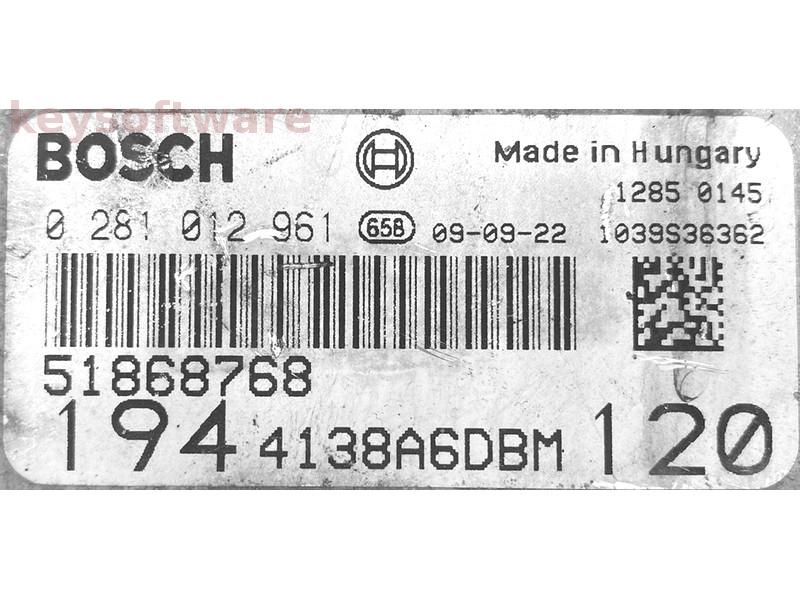 keysoftware
BOSCH Made in Hungary
1285 0145
0 281 012 961 658 09-09-22 1039S36362
51868768
194 4138A6DBM 120